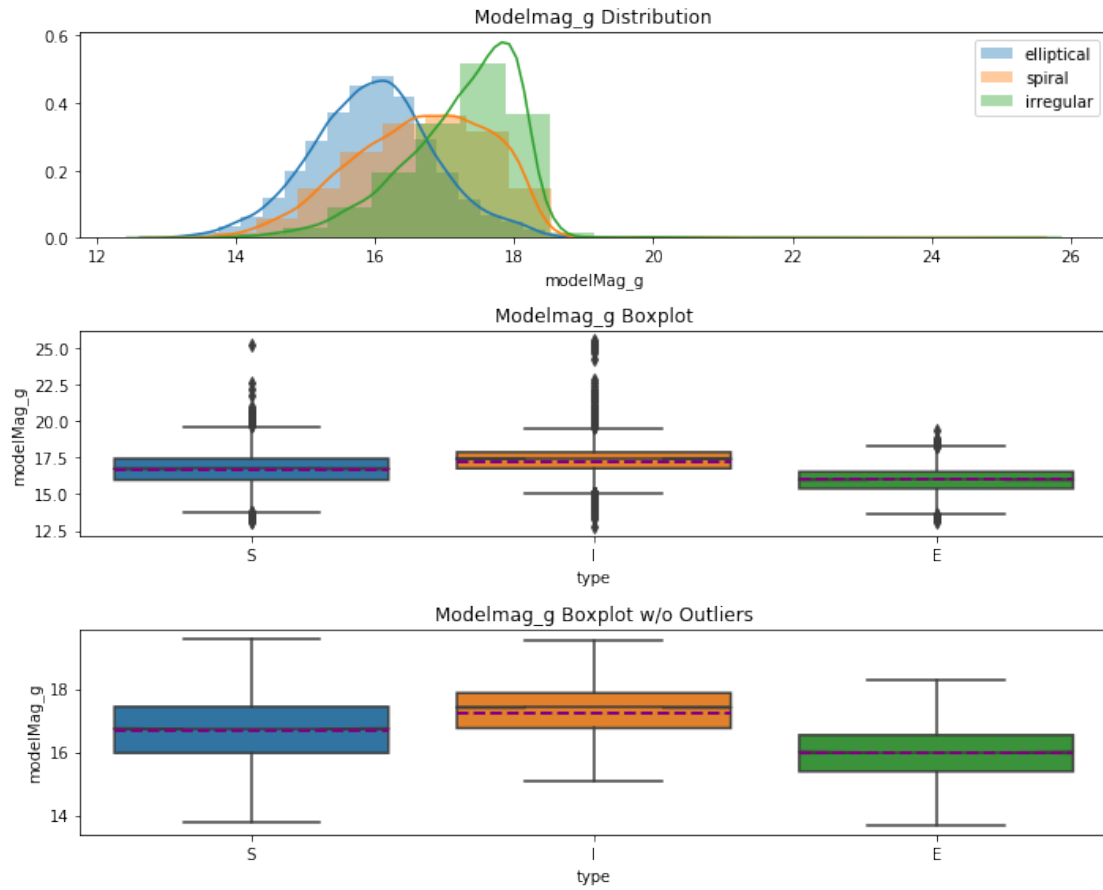 Modelmag_g Distribution
0.6
0.4
0.2
0.0
elliptical
spiral
irregular
12 14 16 18 20 22 24 26
modelMag_g
Modelmag_g Boxplot
modelMag_g
25.0
22.5
20.0
17.5
15.0
12.5
S I E
type
Modelmag_g Boxplot w/o Outliers
modelMag_g
18
16
14
S I E
type